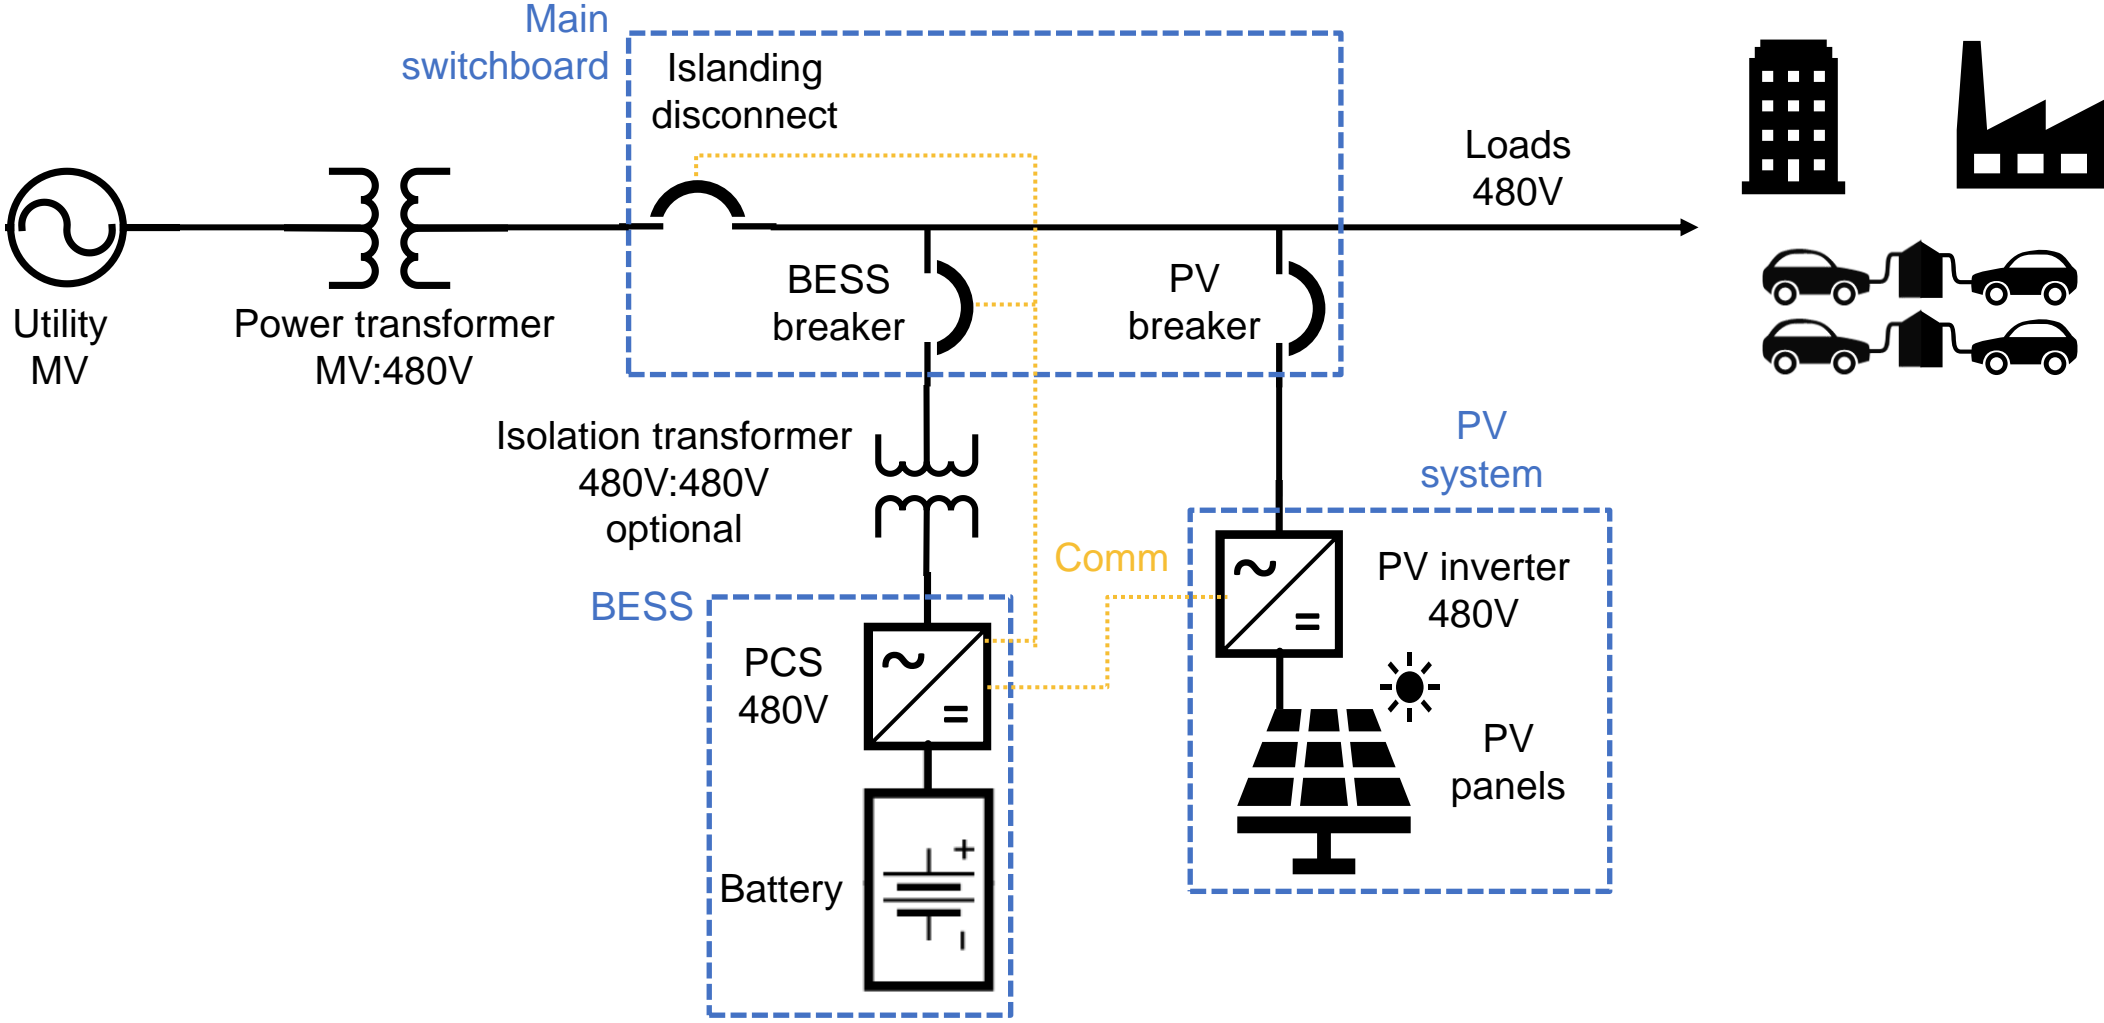 Main
switchboard
Islanding
disconnect
Loads
480V
Utility
MV
Power transformer
MV:480V
BESS
breaker
PV
breaker
Isolation transformer
480V:480V
optional
PV
system
Comm
BESS
PCS
480V
PV inverter
480V
PV
panels
Battery
+
–